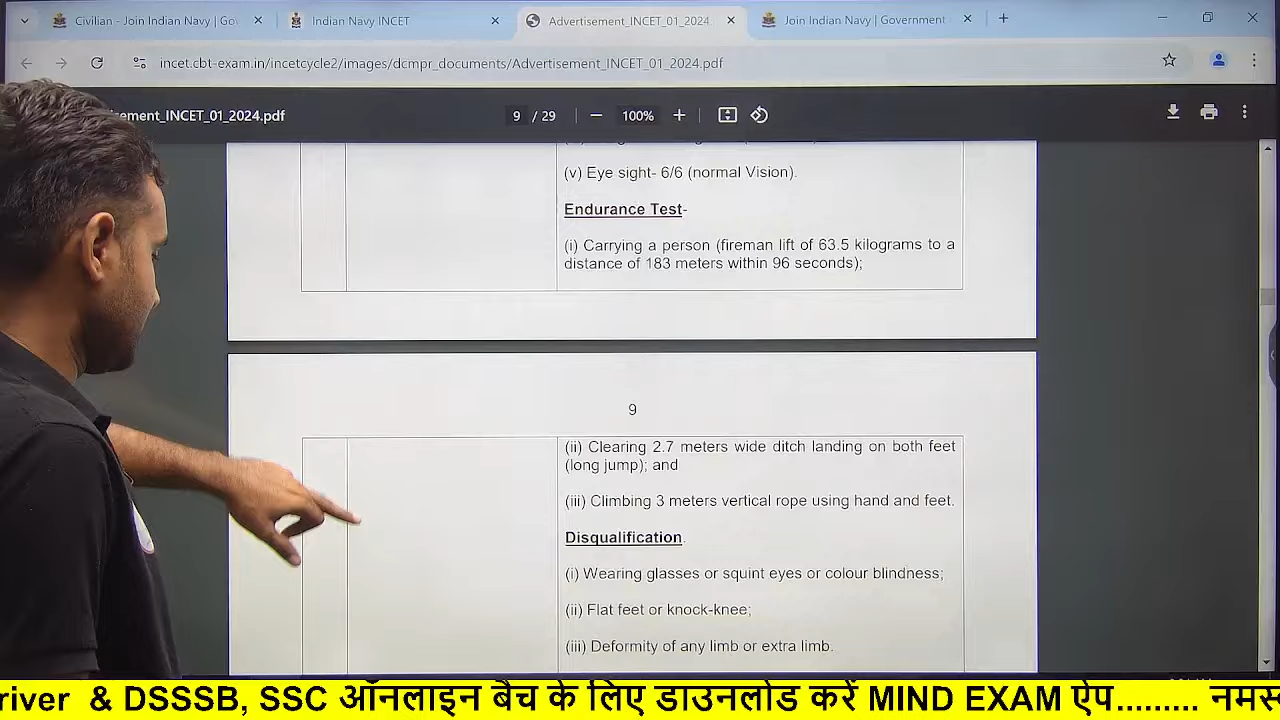 Civilian - Join Indian Navy | Go
Indian Navy INCET
Advertisement_INCET_01_2024
Join Indian Navy | Government
incet.cbt-exam.in/incetcycle2/images/dcmpr_documents/Advertisement_INCET_01_2024.pdf
ement_INCET_01_2024.pdf
9 / 29
100%
(v) Eye sight- 6/6 (normal Vision).
Endurance Test-
(i) Carrying a person (fireman lift of 63.5 kilograms to a
distance of 183 meters within 96 seconds);
9
(ii) Clearing 2.7 meters wide ditch landing on both feet
(long jump); and
(iii) Climbing 3 meters vertical rope using hand and feet.
Disqualification.
(i) Wearing glasses or squint eyes or colour blindness;
(ii) Flat feet or knock-knee;
(iii) Deformity of any limb or extra limb.
river & DSSSB, SSC ऑनलाइन बैच के लिए डाउनलोड करें MIND EXAM ऐप......... नमस